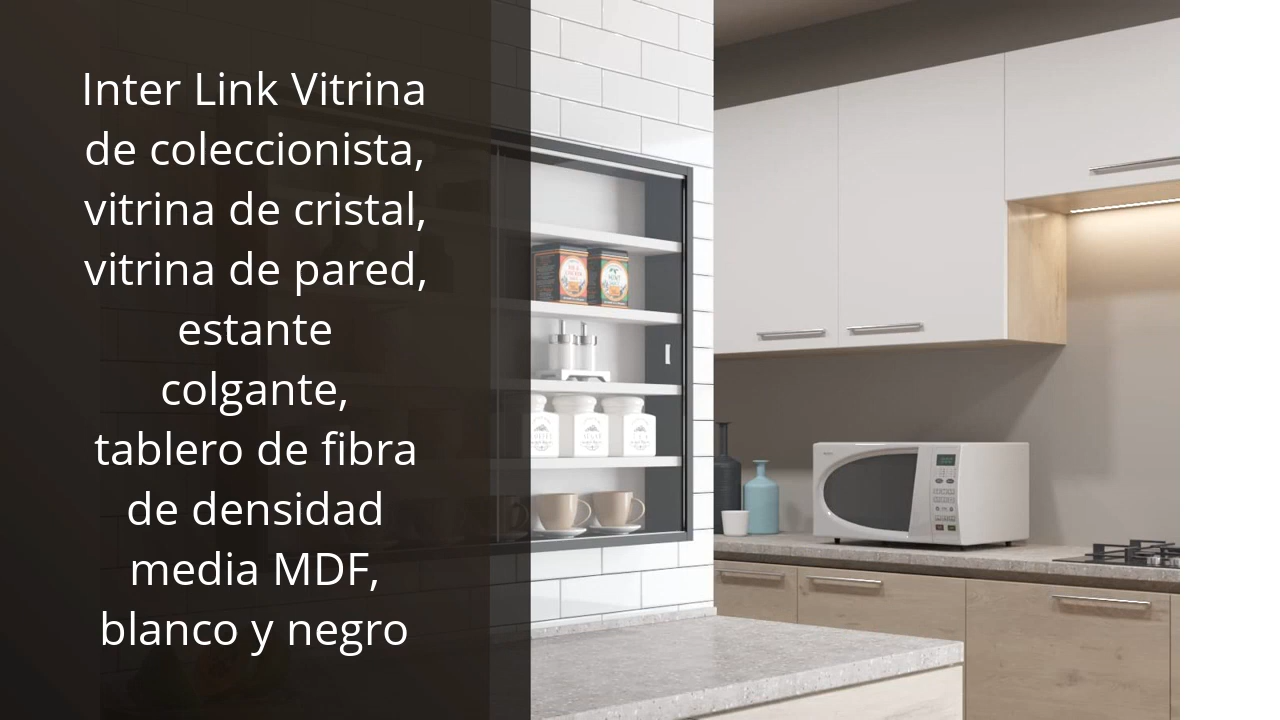 Inter Link Vitrina
de coleccionista,
vitrina de cristal,
vitrina de pared,
estante
colgante,
tablero de fibra
de densidad
media MDF,
blanco y negro